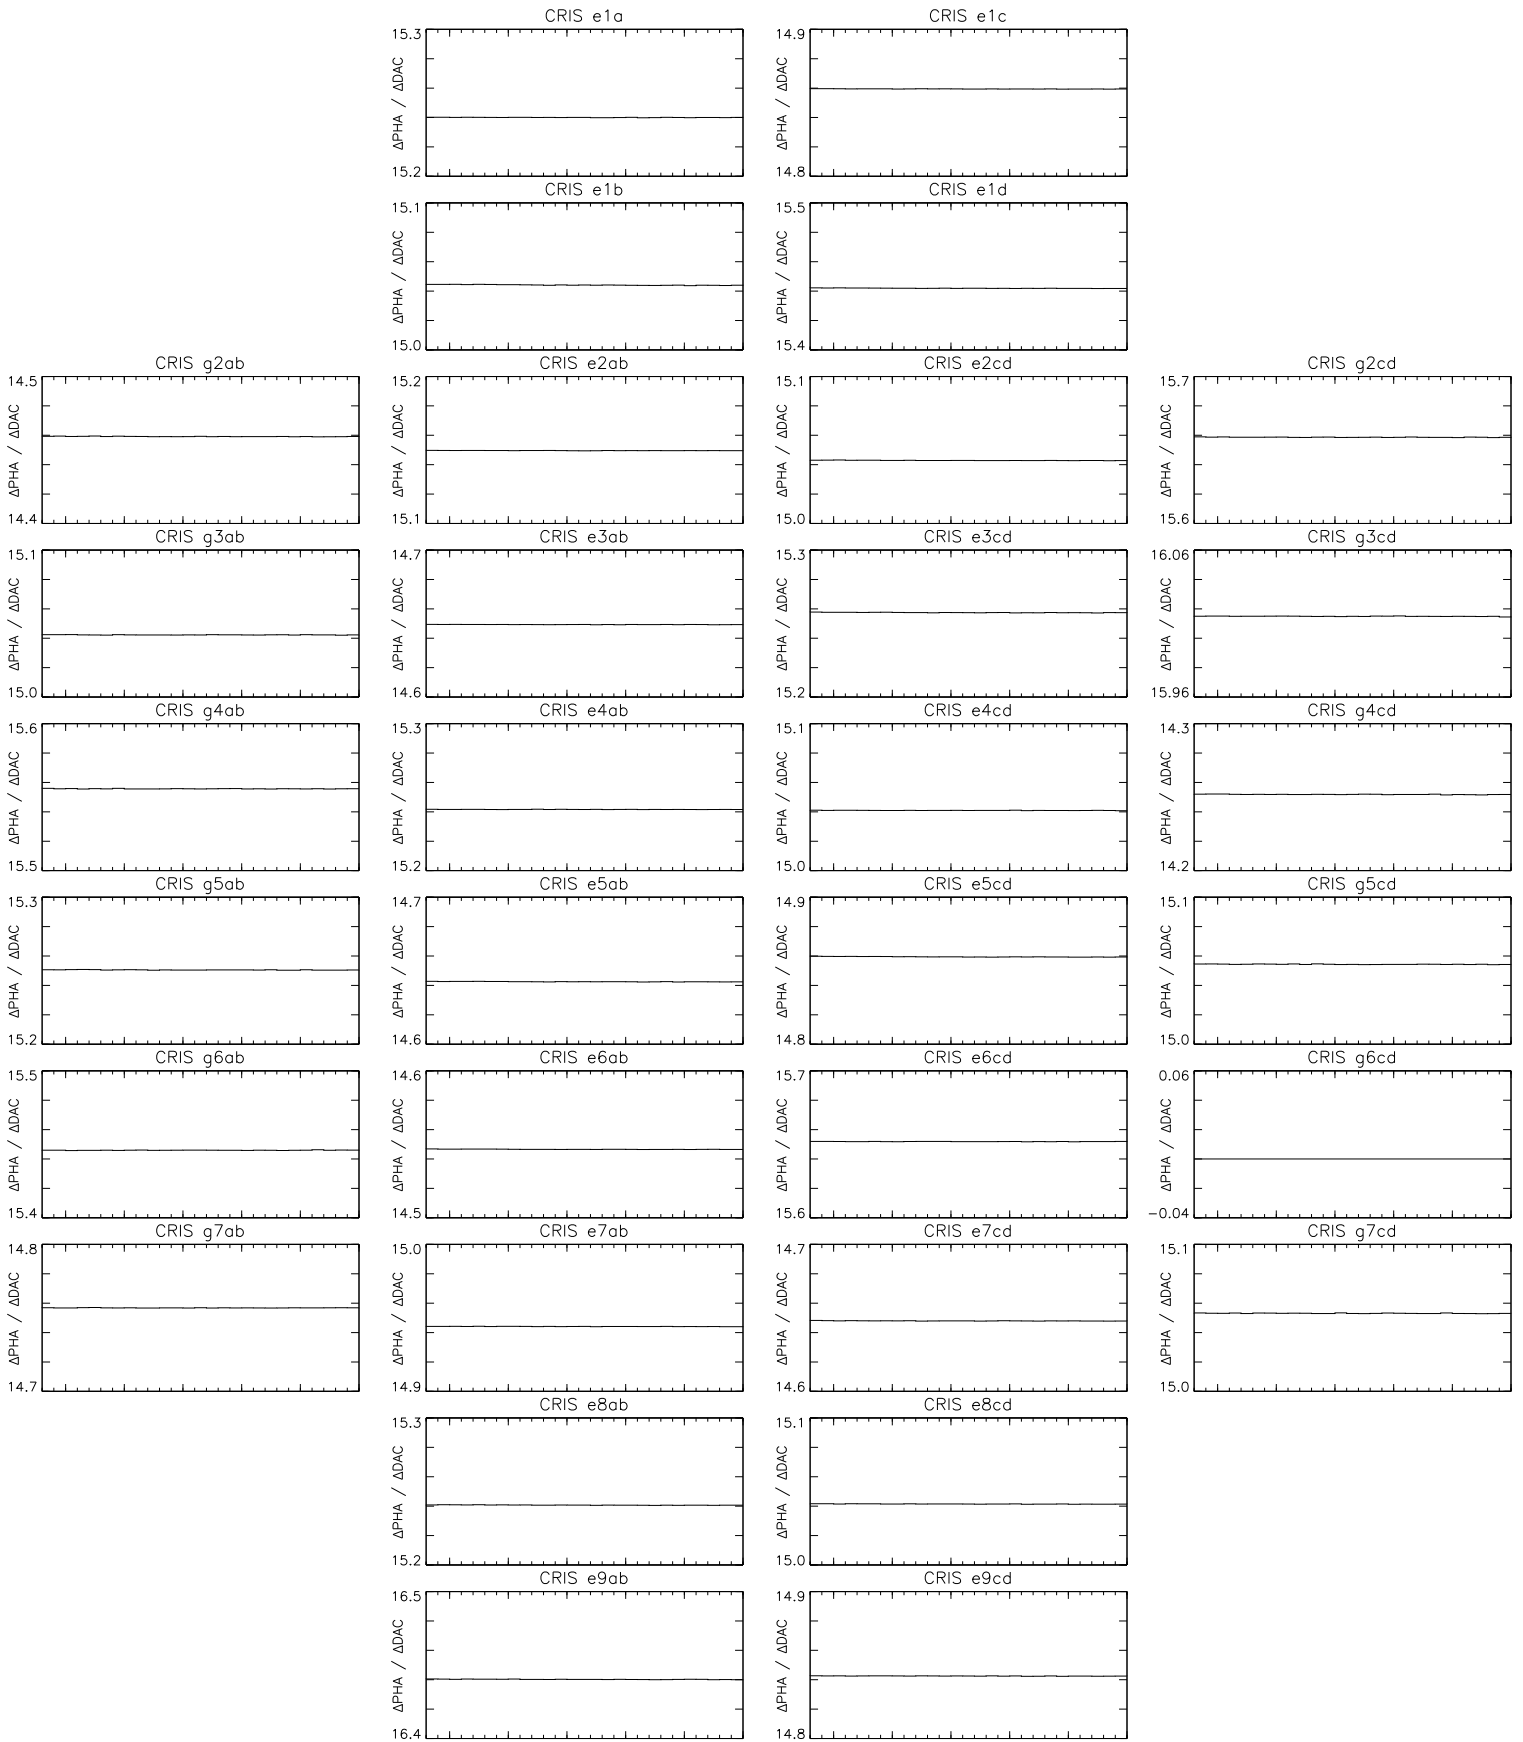 CRIS e1a
15.3
ΔPHA / ΔDAC
15.2
CRIS e1c
14.9
ΔPHA / ΔDAC
14.8
CRIS e1b
15.1
ΔPHA / ΔDAC
15.0
CRIS e1d
15.5
ΔPHA / ΔDAC
15.4
CRIS g2ab
14.5
ΔPHA / ΔDAC
14.4
CRIS e2ab
15.2
ΔPHA / ΔDAC
15.1
CRIS e2cd
15.1
ΔPHA / ΔDAC
15.0
CRIS g2cd
15.7
ΔPHA / ΔDAC
15.6
CRIS g3ab
15.1
ΔPHA / ΔDAC
15.0
CRIS e3ab
14.7
ΔPHA / ΔDAC
14.6
CRIS e3cd
15.3
ΔPHA / ΔDAC
15.2
CRIS g3cd
16.06
ΔPHA / ΔDAC
15.96
CRIS g4ab
15.6
ΔPHA / ΔDAC
15.5
CRIS e4ab
15.3
ΔPHA / ΔDAC
15.2
CRIS e4cd
15.1
ΔPHA / ΔDAC
15.0
CRIS g4cd
14.3
ΔPHA / ΔDAC
14.2
CRIS g5ab
15.3
ΔPHA / ΔDAC
15.2
CRIS e5ab
14.7
ΔPHA / ΔDAC
14.6
CRIS e5cd
14.9
ΔPHA / ΔDAC
14.8
CRIS g5cd
15.1
ΔPHA / ΔDAC
15.0
CRIS g6ab
15.5
ΔPHA / ΔDAC
15.4
CRIS e6ab
14.6
ΔPHA / ΔDAC
14.5
CRIS e6cd
15.7
ΔPHA / ΔDAC
15.6
CRIS g6cd
0.06
ΔPHA / ΔDAC
−0.04
CRIS g7ab
14.8
ΔPHA / ΔDAC
14.7
CRIS e7ab
15.0
ΔPHA / ΔDAC
14.9
CRIS e7cd
14.7
ΔPHA / ΔDAC
14.6
CRIS g7cd
15.1
ΔPHA / ΔDAC
15.0
CRIS e8ab
15.3
ΔPHA / ΔDAC
15.2
CRIS e8cd
15.1
ΔPHA / ΔDAC
15.0
CRIS e9ab
16.5
ΔPHA / ΔDAC
16.4
CRIS e9cd
14.9
ΔPHA / ΔDAC
14.8